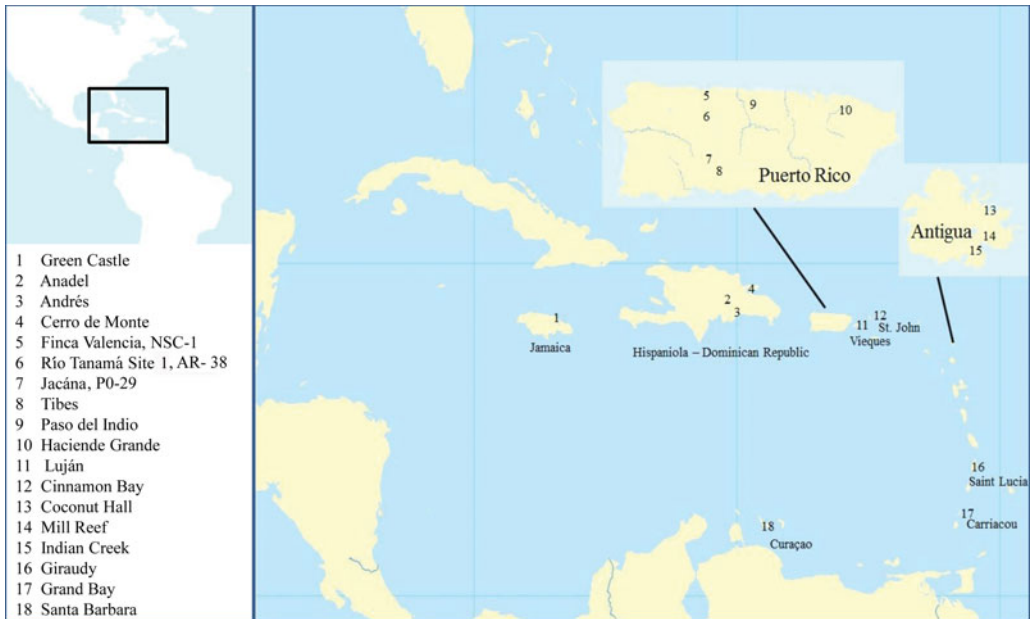 1 Green Castle
2 Anadel
3 Andrés
4 Cerro de Monte
5 Finca Valencia, NSC-1
6 Río Tanamá Site 1, AR- 38
7 Jacána, P0-29
8 Tibes
9 Paso del Indio
10 Haciende Grande
11 Luján
12 Cinnamon Bay
13 Coconut Hall
14 Mill Reef
15 Indian Creek
16 Giraudy
17 Grand Bay
18 Santa Barbara
5
9
10
6
7
8
Puerto Rico
13
Antigua
14
15
4
2
3
1
12
11
St. John
Vieques
Jamaica
Hispaniola – Dominican Republic
16
Saint Lucia
17
Carriacou
18
Curaçao